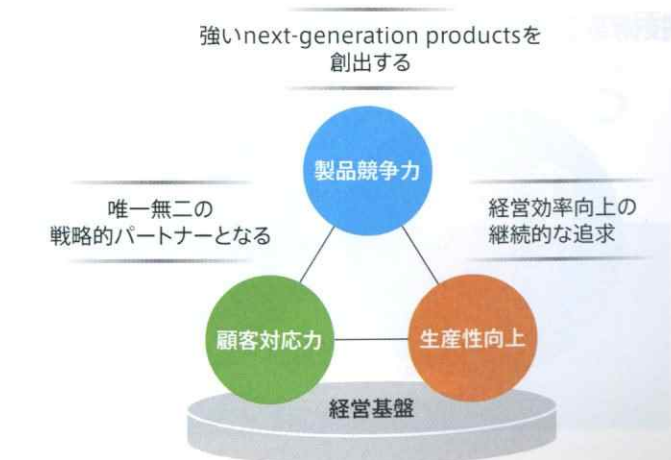 強いnext-generation productsを
創出する
製品競争力
唯一無二の
戦略的パートナーとなる
経営効率向上の
継続的な追求
顧客対応力
生産性向上
経営基盤